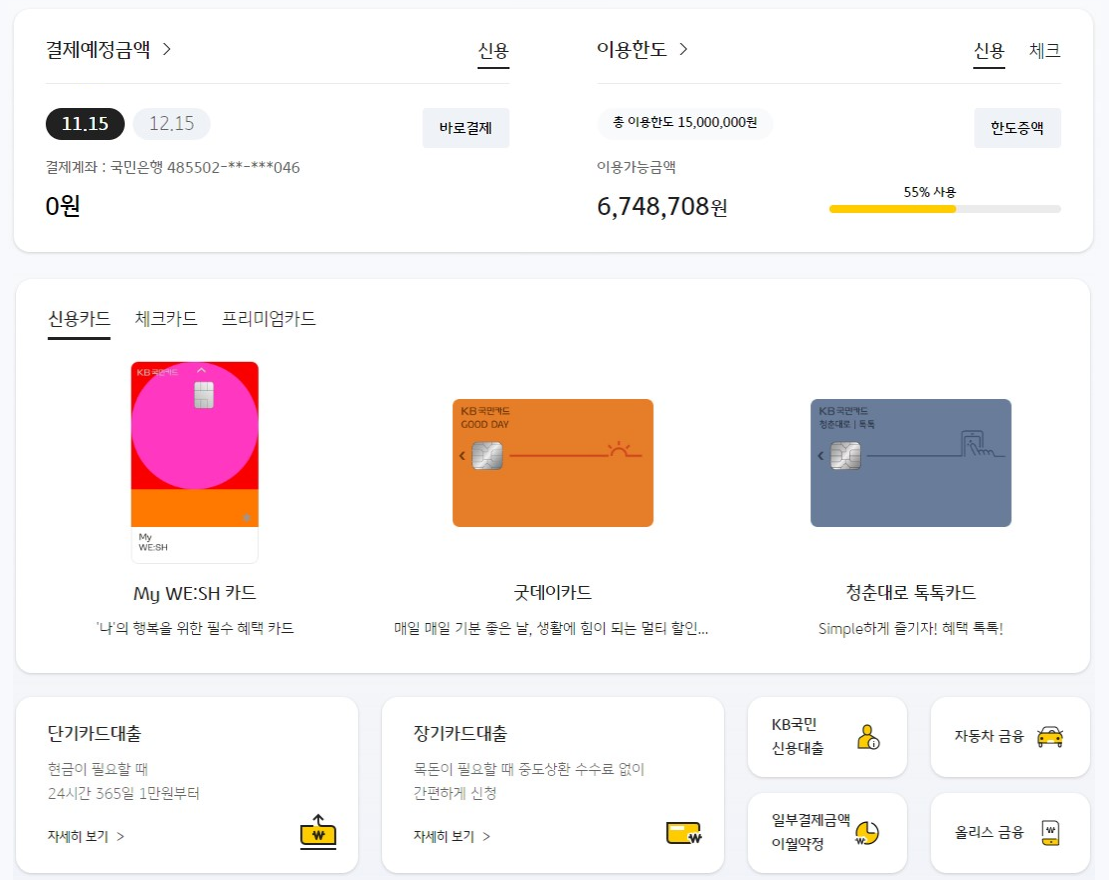 결제예정금액 >
신용
11.15
12.15
바로결제
결제계좌 : 국민은행 485502-**-***046
0원
이용한도 >
신용
체크
총 이용한도 15,000,000원
한도증액
이용가능금액
6,748,708원
55% 사용
신용카드
체크카드
프리미엄카드
KB국민카드
My
WE:SH
My WE:SH 카드
'나'의 행복을 위한 필수 혜택 카드
KB국민카드
GOOD DAY
굿데이카드
매일 매일 기분 좋은 날, 생활에 힘이 되는 멀티 할인...
KB국민카드
청춘대로 | 톡톡
청춘대로 톡톡카드
Simple하게 즐기자! 혜택 톡톡!
단기카드대출
현금이 필요할 때
24시간 365일 1만원부터
자세히 보기 >
장기카드대출
목돈이 필요할 때 중도상환 수수료 없이
간편하게 신청
자세히 보기 >
KB국민
신용대출
자동차 금융
일부결제금액
이월약정
올리스 금융